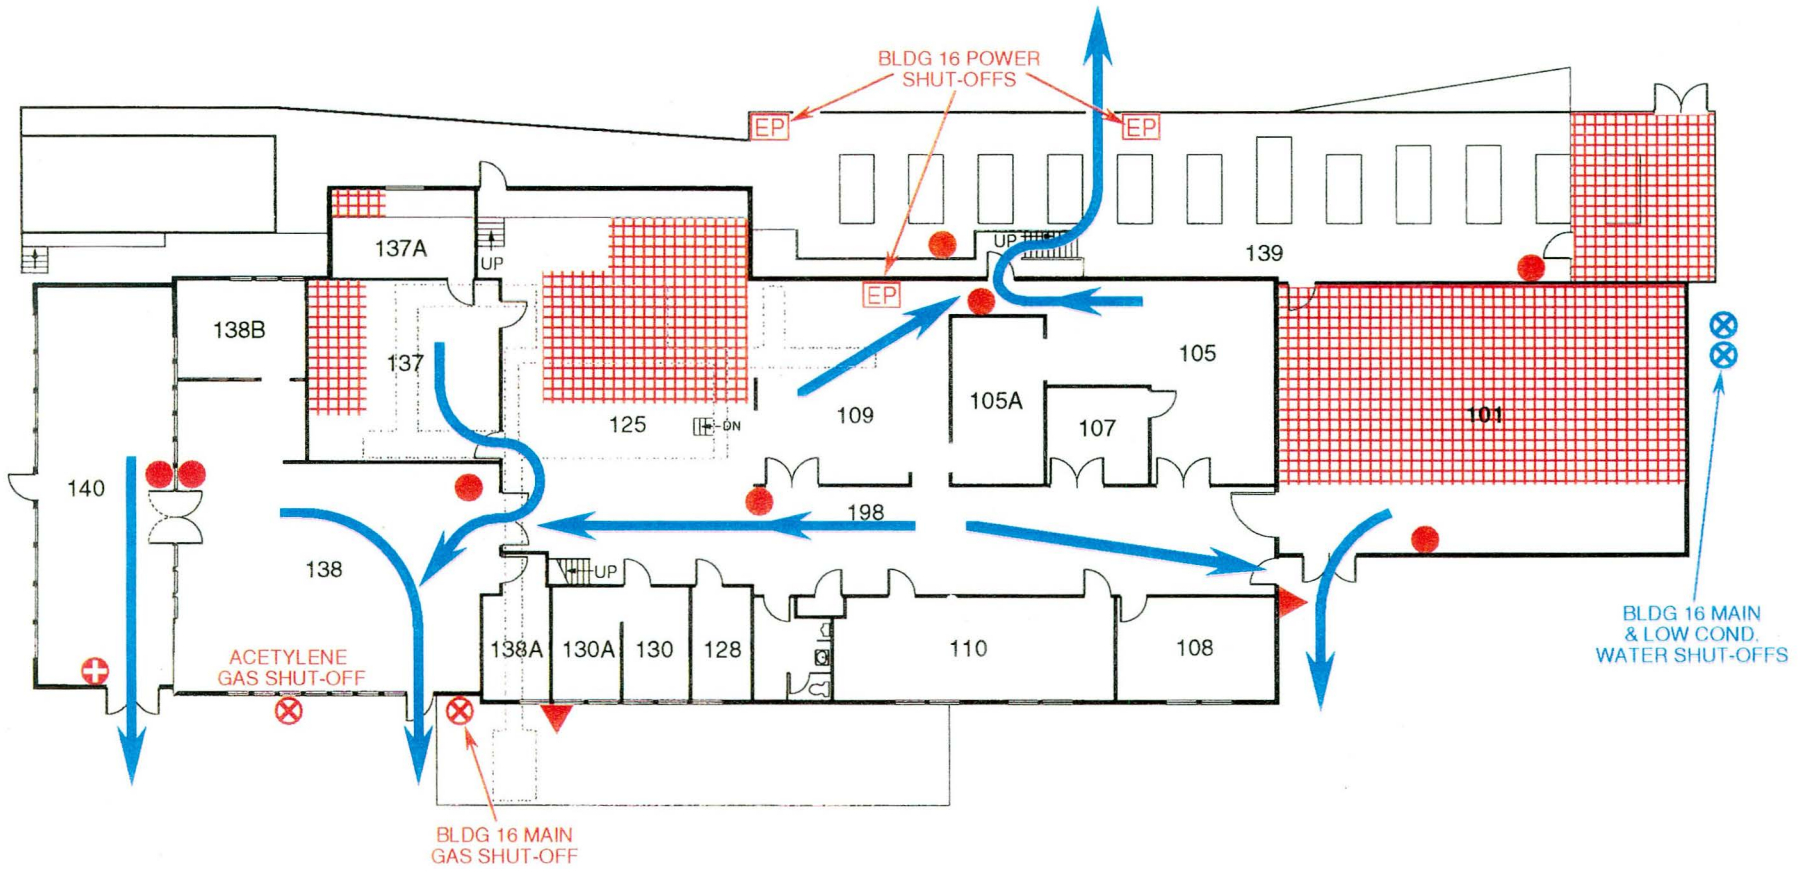 BLDG 16 POWER
SHUT-OFFS
EP
EP
137A
UP
UP
139
EP
138B
137
105
125
DN
109
105A
107
101
140
198
138
UP
138A
130A
130
128
110
108
ACETYLENE
GAS SHUT-OFF
BLDG 16 MAIN
& LOW COND.
WATER SHUT-OFFS
BLDG 16 MAIN
GAS SHUT-OFF